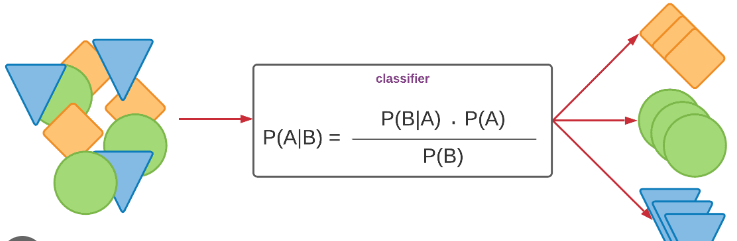 classifier
P(A|B) = P(B|A) . P(A)
P(B)